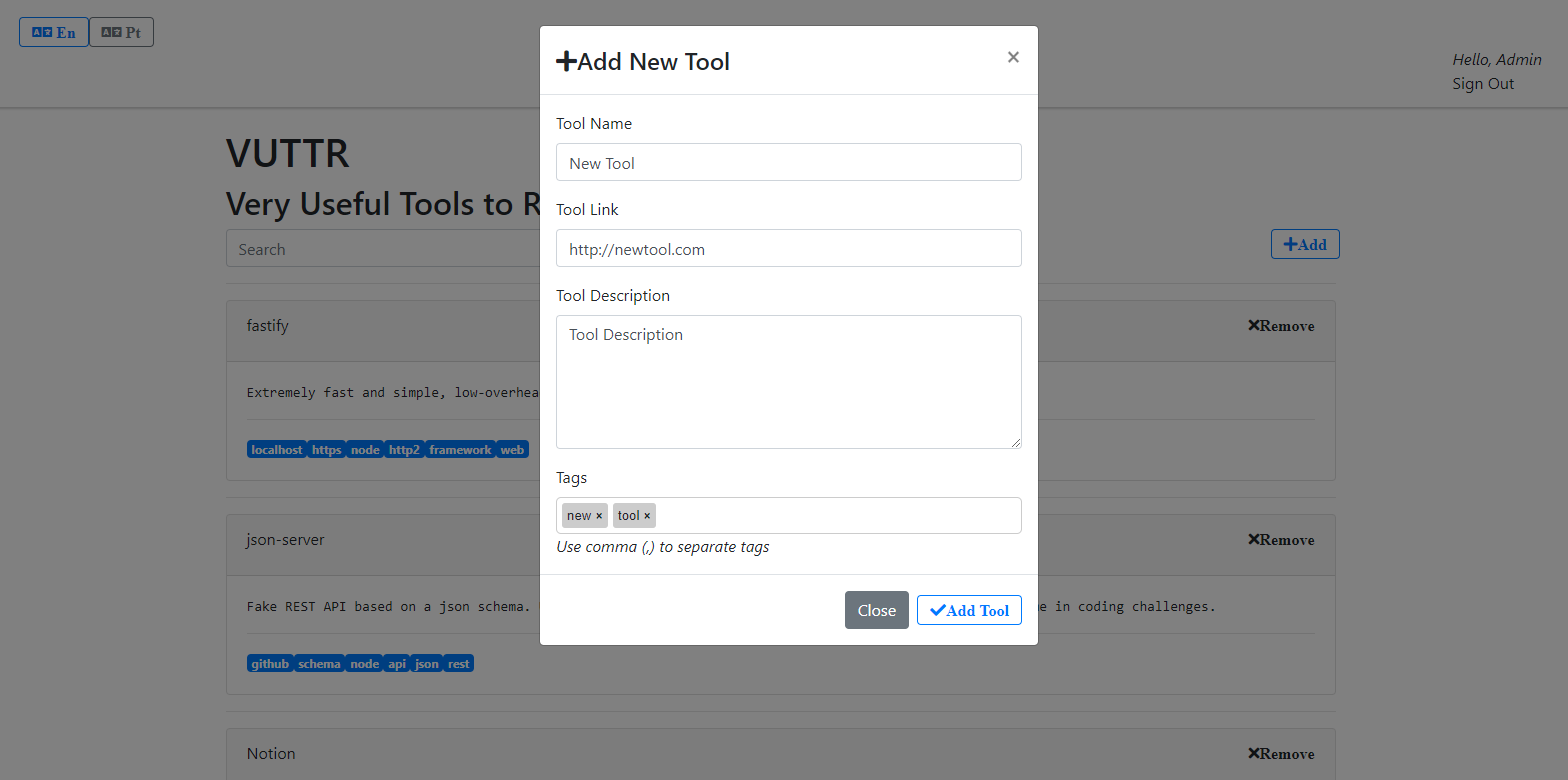 En Pt
Hello, Admin
Sign Out
VUTTR
Very Useful Tools to R
Search
Add
fastify
Remove
Extremely fast and simple, low-overhea
localhost https node http2 framework web
json-server
Remove
Fake REST API based on a json schema.
in coding challenges.
github schema node api json rest
Notion
Remove
Add New Tool
×
Tool Name
New Tool
Tool Link
http://newtool.com
Tool Description
Tool Description
Tags
new × tool ×
Use comma (,) to separate tags
Close
Add Tool